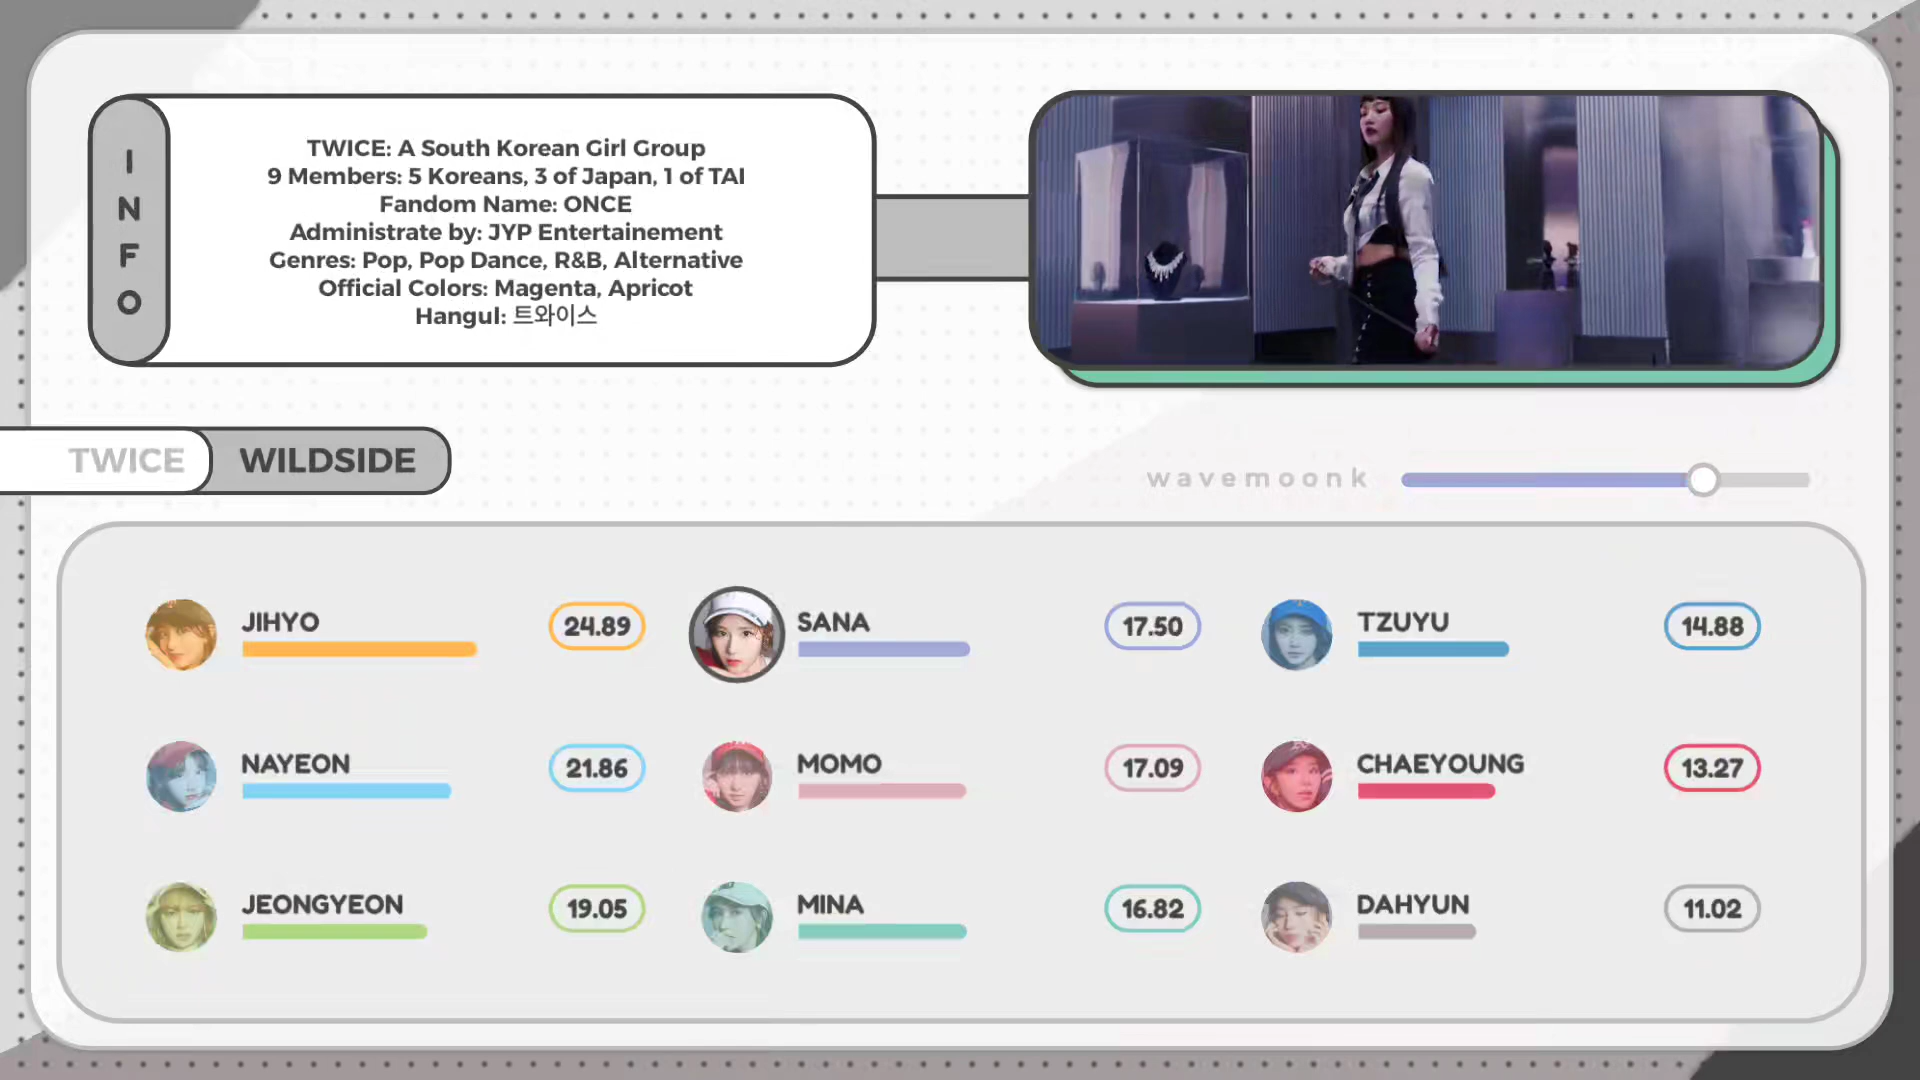 INFO
TWICE: A South Korean Girl Group
9 Members: 5 Koreans, 3 of Japan, 1 of TAI
Fandom Name: ONCE
Administrate by: JYP Entertainement
Genres: Pop, Pop Dance, R&B, Alternative
Official Colors: Magenta, Apricot
Hangul: 트와이스
TWICE WILDSIDE
wavemoonk
JIHYO 24.89
SANA 17.50
TZUYU 14.88
NAYEON 21.86
MOMO 17.09
CHAEYOUNG 13.27
JEONGYEON 19.05
MINA 16.82
DAHYUN 11.02